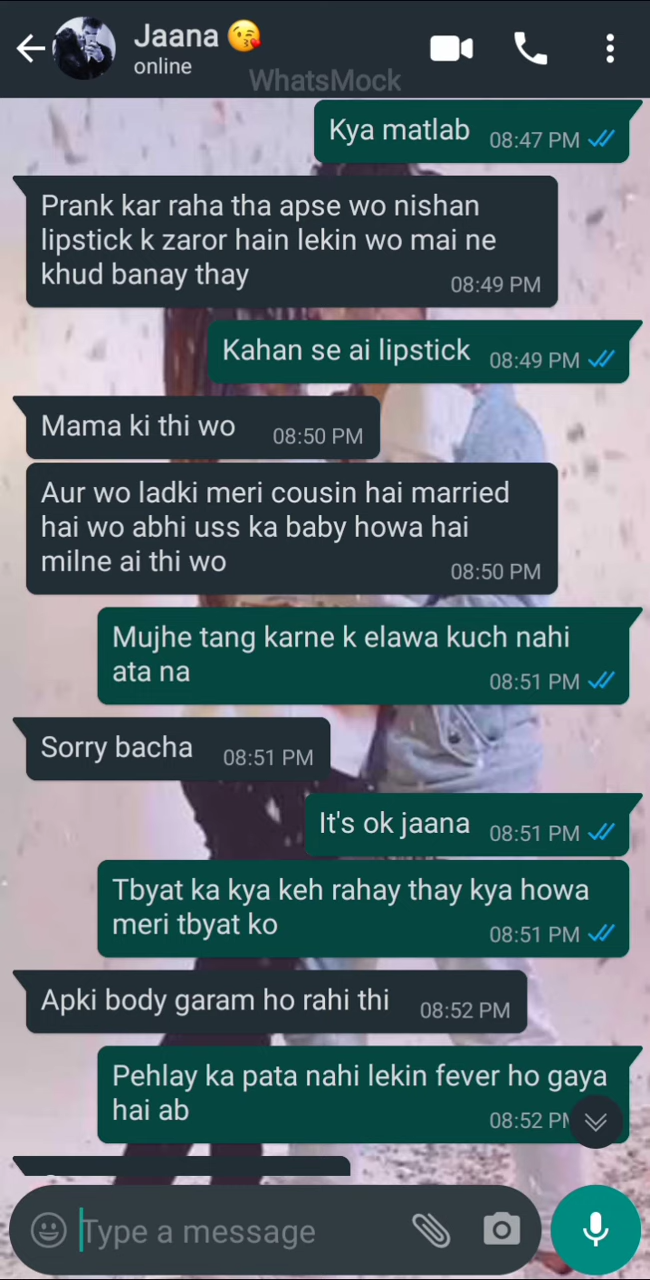 Jaana 😘
online
WhatsMock
Kya matlab 08:47 PM
Prank kar raha tha apse wo nishan
lipstick k zaror hain lekin wo mai ne
khud banay thay 08:49 PM
Kahan se ai lipstick 08:49 PM
Mama ki thi wo 08:50 PM
Aur wo ladki meri cousin hai married
hai wo abhi uss ka baby howa hai
milne ai thi wo 08:50 PM
Mujhe tang karne k elawa kuch nahi
ata na 08:51 PM
Sorry bacha 08:51 PM
It's ok jaana 08:51 PM
Tbyat ka kya keh rahay thay kya howa
meri tbyat ko 08:51 PM
Apki body garam ho rahi thi 08:52 PM
Pehlay ka pata nahi lekin fever ho gaya
hai ab 08:52
Type a message